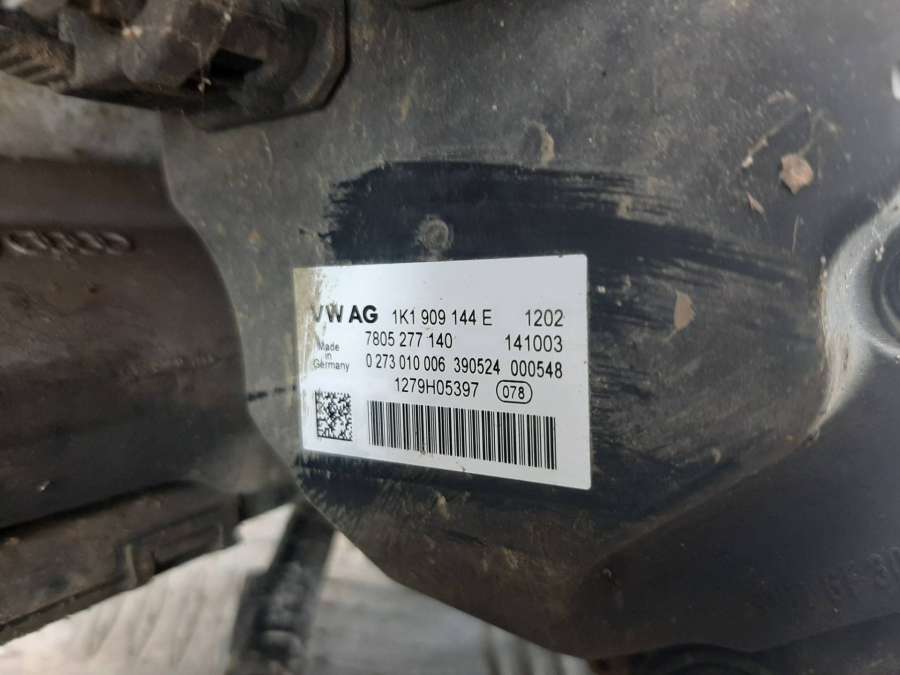 VW AG 1K1 909 144 E 1202
7805 277 140 141003
Made
in
Germany
0 273 010 006 390524 000548
1279H05397 078